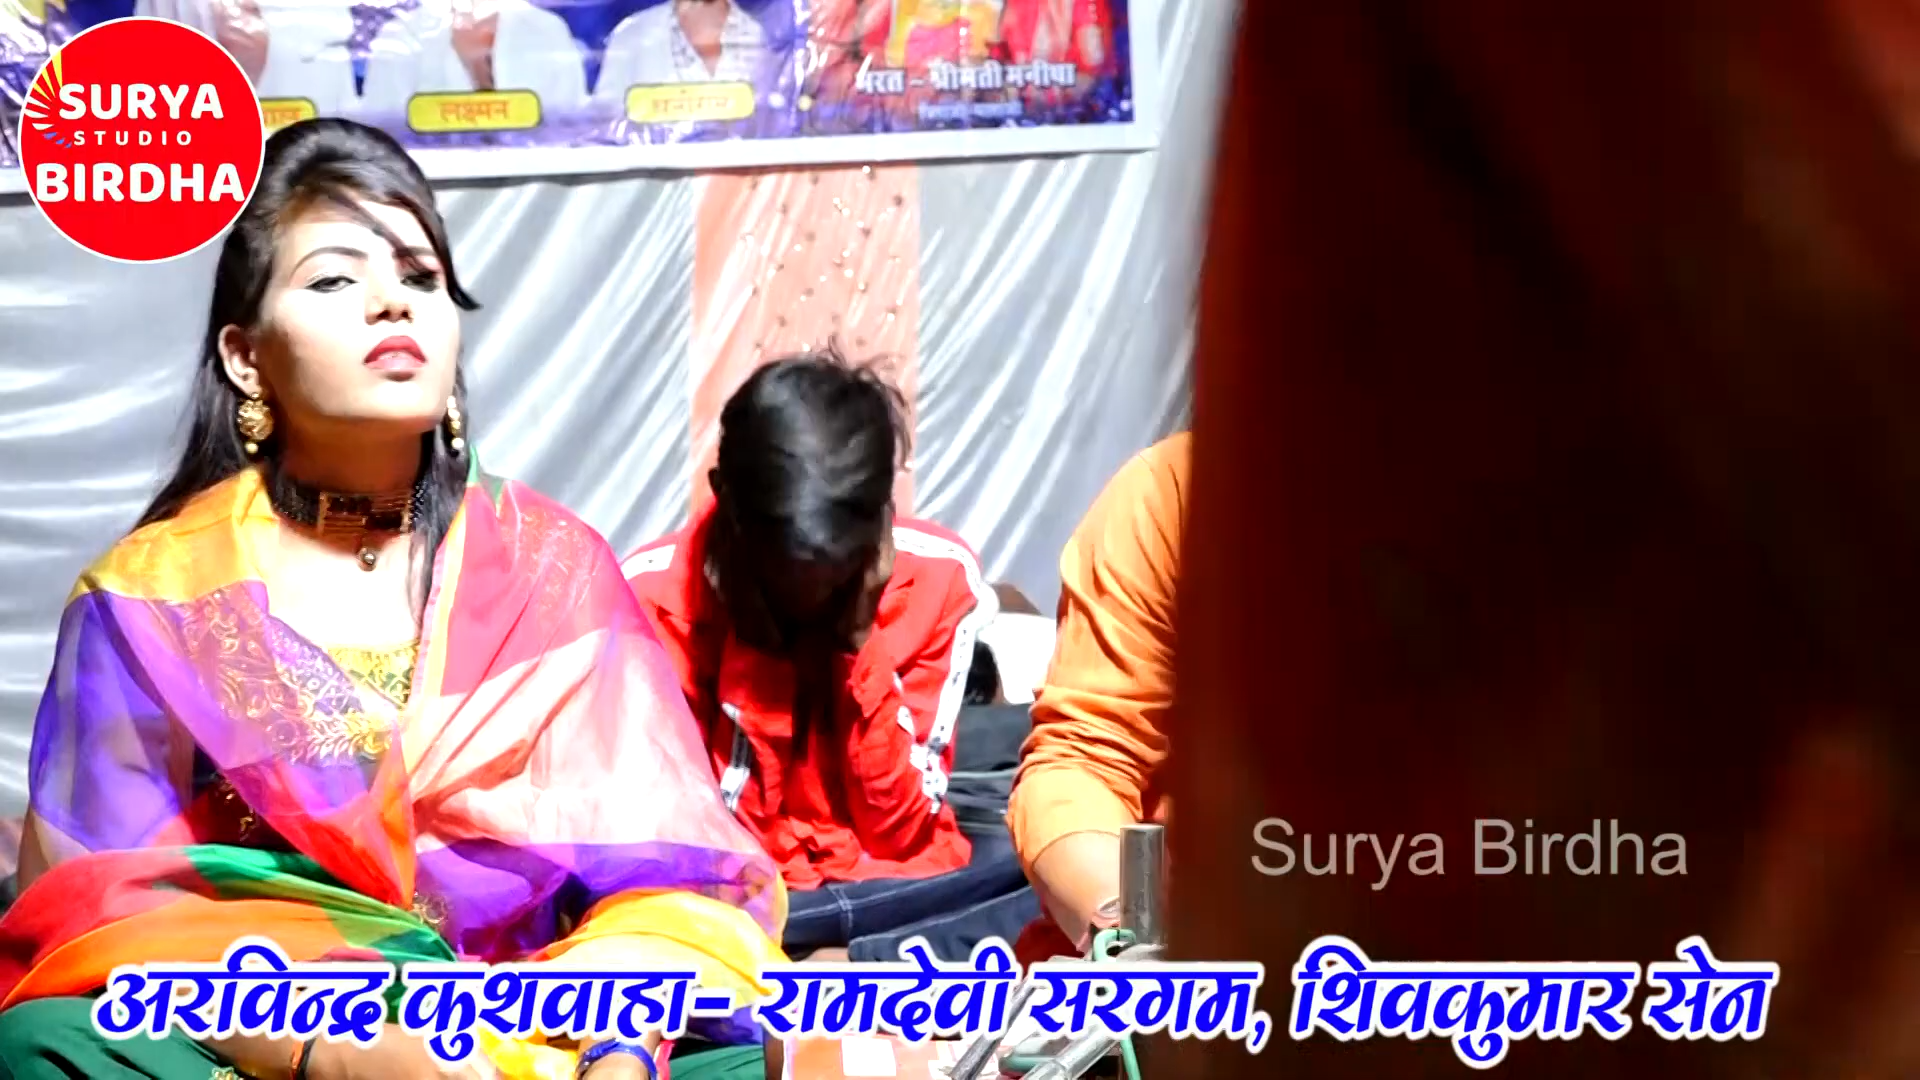 SURYA
STUDIO
BIRDHA
लक्ष्मन
भरत - श्रीमती मनीषा
Surya Birdha
अरविन्द्र कुशवाहा- रामदेवी सरगम, शिवकुमार सेन